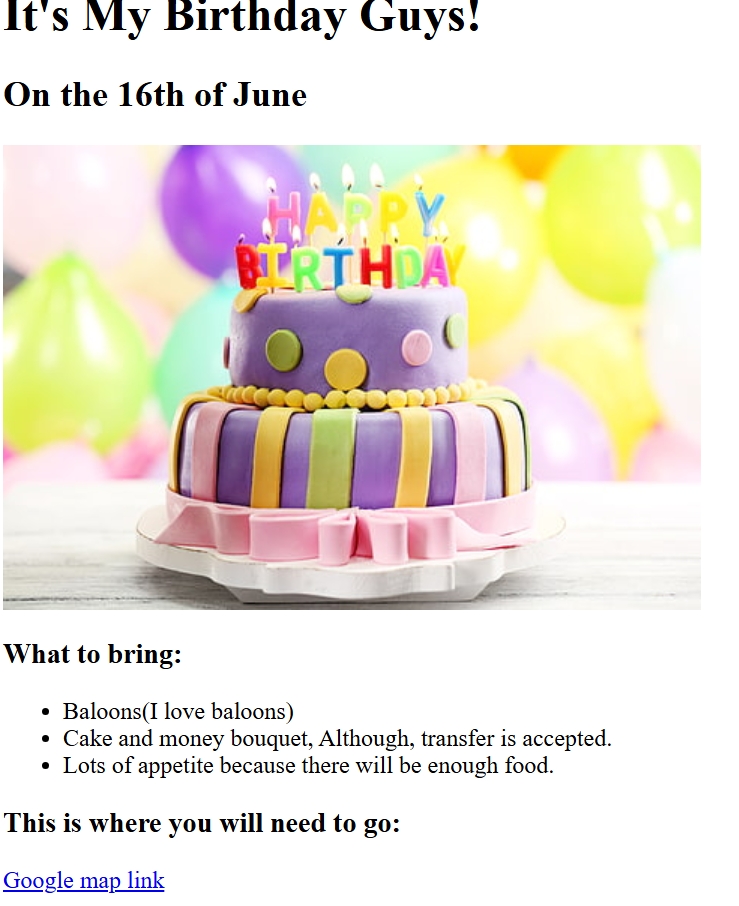 It's My Birthday Guys!
On the 16th of June
HAPPY
BIRTHDAY
What to bring:
Baloons(I love baloons)
Cake and money bouquet, Although, transfer is accepted.
Lots of appetite because there will be enough food.
This is where you will need to go:
Google map link